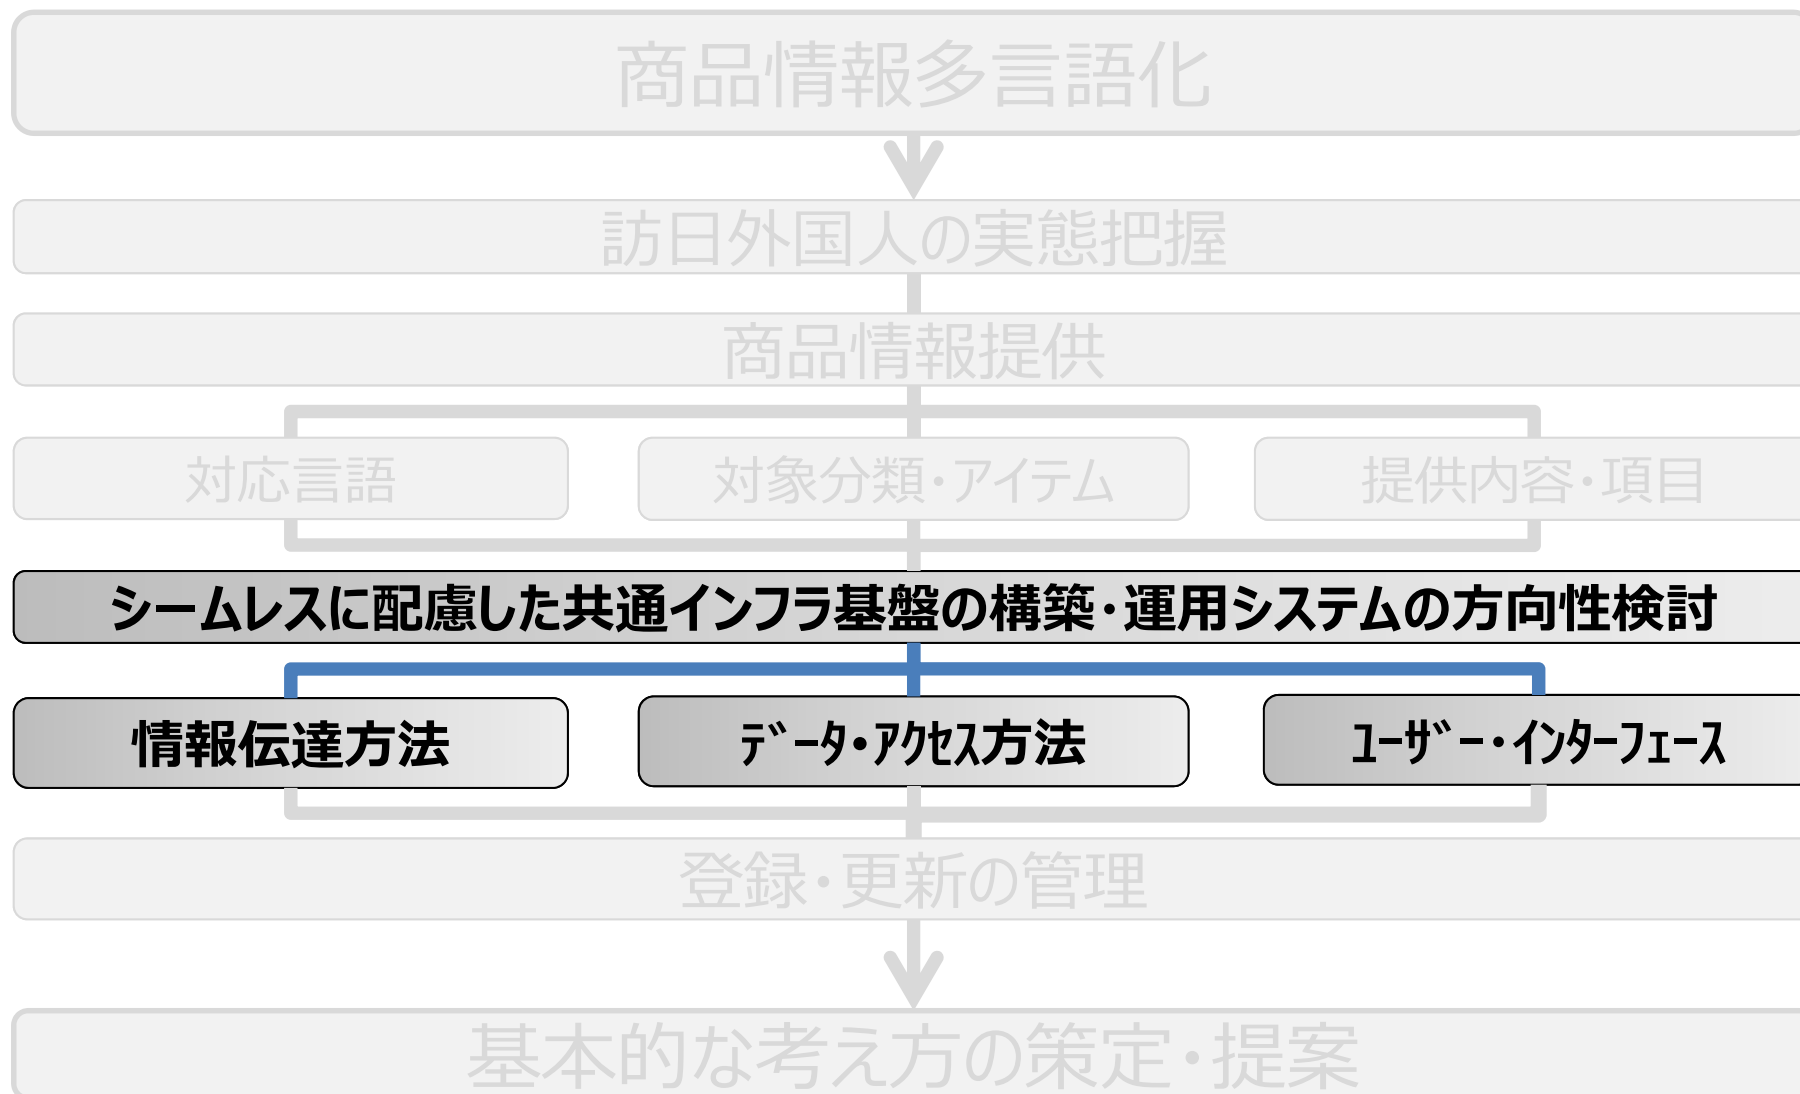 商品情報多言語化
訪日外国人の実態把握
商品情報提供
対応言語
対象分類・アイテム
提供内容・項目
シームレスに配慮した共通インフラ基盤の構築・運用システムの方向性検討
情報伝達方法
ﾃﾞｰﾀ・ｱｸｾｽ方法
ﾕｰｻﾞｰ・ｲﾝﾀｰﾌｪｰｽ
登録・更新の管理
基本的な考え方の策定・提案